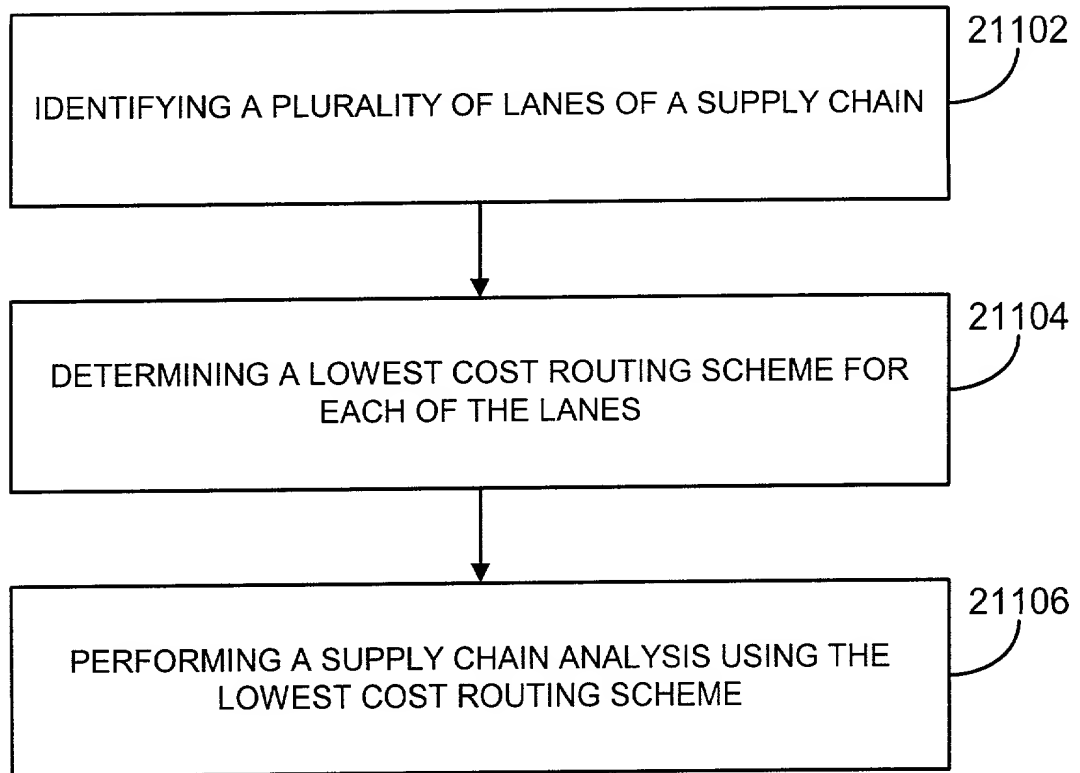 21102
IDENTIFYING A PLURALITY OF LANES OF A SUPPLY CHAIN
21104
DETERMINING A LOWEST COST ROUTING SCHEME FOR
EACH OF THE LANES
21106
PERFORMING A SUPPLY CHAIN ANALYSIS USING THE
LOWEST COST ROUTING SCHEME